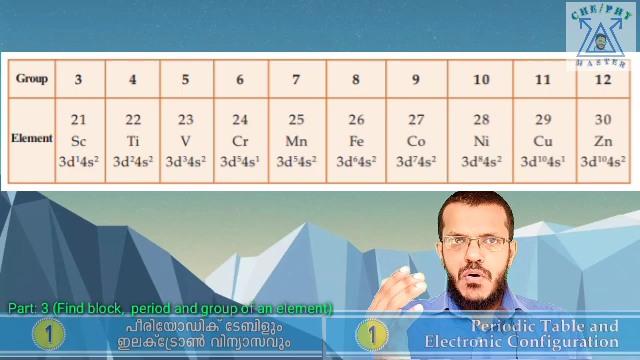 CHE/PHY
MASTER
Group 3 4 5 6 7 8 9 10 11 12
21 22 23 24 25 26 27 28 29 30
Element Sc Ti V Cr Mn Fe Co Ni Cu Zn
3d¹4s² 3d²4s² 3d³4s² 3d⁵4s¹ 3d⁵4s² 3d⁶4s² 3d⁷4s² 3d⁸4s² 3d¹⁰4s¹ 3d¹⁰4s²
Part: 3 (Find block, period and group of an element)
1 പീരിയോഡിക് ടേബിളും
ഇലക്ട്രോൺ വിന്യാസവും
1 Periodic Table and
Electronic Configuration